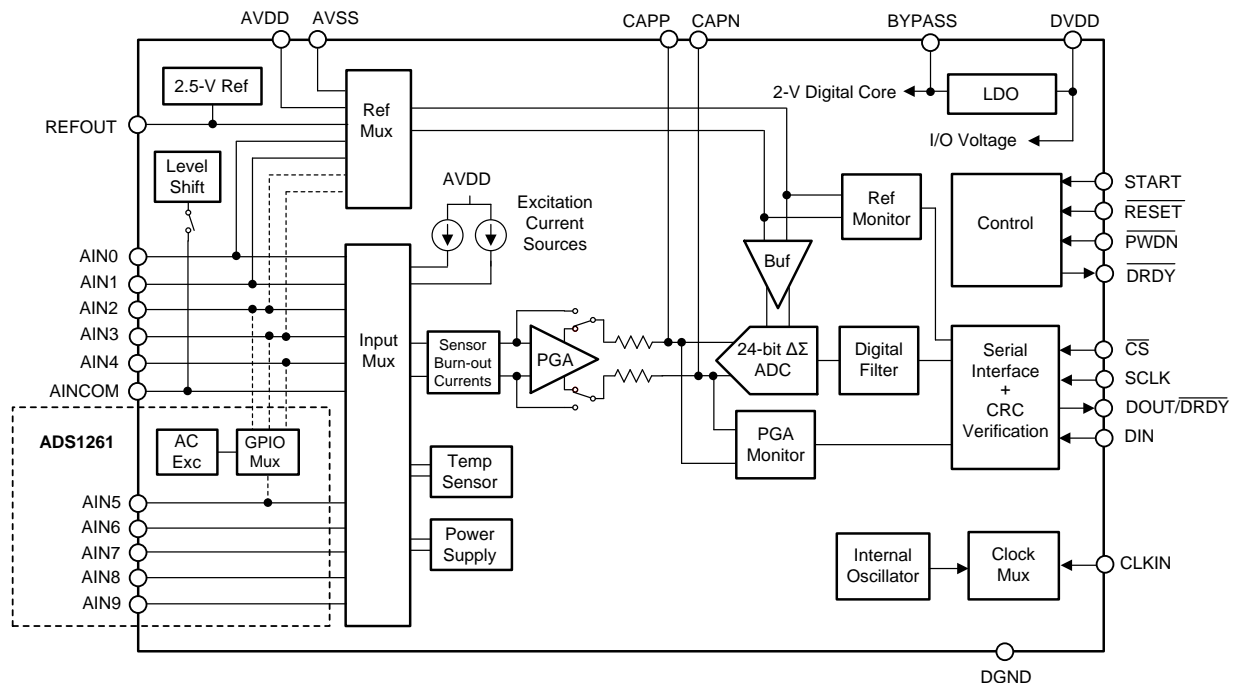 AVDD
AVSS
CAPP
CAPN
BYPASS
DVDD
2.5-V Ref
REFOUT
Ref
Mux
2-V Digital Core
LDO
I/O Voltage
Level
Shift
AVDD
Excitation
Current
Sources
Ref
Monitor
Control
START
RESET
PWDN
DRDY
AIN0
AIN1
AIN2
AIN3
AIN4
AINCOM
Input
Mux
Sensor
Burn-out
Currents
PGA
Buf
24-bit ΔΣ
ADC
Digital
Filter
PGA
Monitor
Serial
Interface
+
CRC
Verification
CS
SCLK
DOUT/DRDY
DIN
ADS1261
AC
Exc
GPIO
Mux
AIN5
AIN6
AIN7
AIN8
AIN9
Temp
Sensor
Power
Supply
Internal
Oscillator
Clock
Mux
CLKIN
DGND